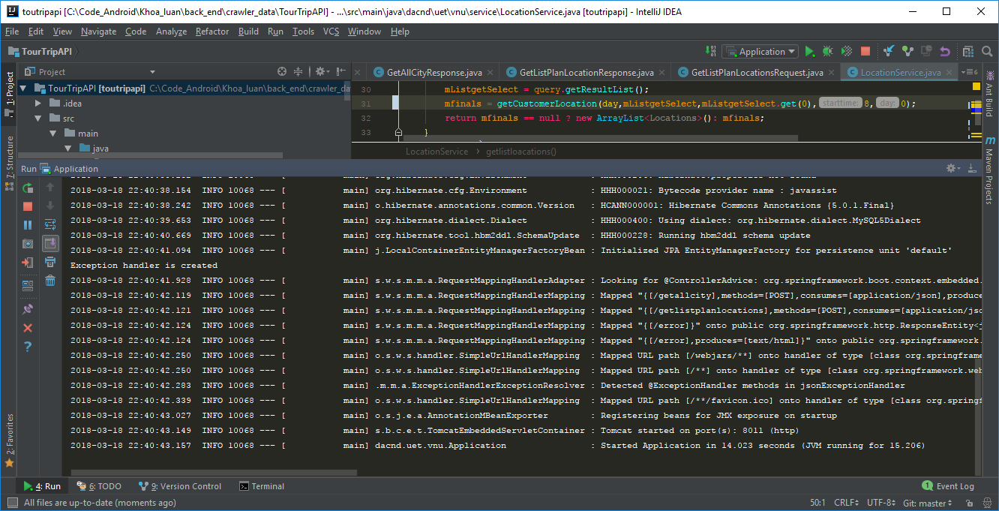 toutripapi [C:\Code_Android\Khoa_luan\back_end\crawler_data\TourTripAPI] - ...\src\main\java\dacnd\uet\vnu\service\LocationService.java [toutripapi] - IntelliJ IDEA
File Edit View Navigate Code Analyze Refactor Build Run Tools VCS Window Help
TourTripAPI
Application
Project
GetAllCityResponse.java
GetListPlanLocationResponse.java
GetListPlanLocationsRequest.java
LocationService.java
6
1: Project
7: Structure
2: Favorites
Ant Build
m Maven Projects
TourTripAPI [toutripapi] C:\Code_Android\Khoa_luan\back_end\crawler_da
.idea
src
main
java
30 mListgetSelect = query.getResultList();
31 mfinals = getCustomerLocation(day,mListgetSelect,mListgetSelect.get(0), starttime: 8, day: 0);
32 return mfinals == null ? new ArrayList<Locations>(): mfinals;
33 }
LocationService › getlistloacations()
Run Application
2018-03-18 22:40:38.154 INFO 10068 --- [ main] org.hibernate.cfg.Environment : HHH000021: Bytecode provider name : javassist
2018-03-18 22:40:38.242 INFO 10068 --- [ main] o.hibernate.annotations.common.Version : HCANN000001: Hibernate Commons Annotations {5.0.1.Final}
2018-03-18 22:40:39.653 INFO 10068 --- [ main] org.hibernate.dialect.Dialect : HHH000400: Using dialect: org.hibernate.dialect.MySQL5Dialect
2018-03-18 22:40:40.669 INFO 10068 --- [ main] org.hibernate.tool.hbm2ddl.SchemaUpdate : HHH000228: Running hbm2ddl schema update
2018-03-18 22:40:41.094 INFO 10068 --- [ main] j.LocalContainerEntityManagerFactoryBean : Initialized JPA EntityManagerFactory for persistence unit 'default'
Exception handler is created
2018-03-18 22:40:41.928 INFO 10068 --- [ main] s.w.s.m.m.a.RequestMappingHandlerAdapter : Looking for @ControllerAdvice: org.springframework.boot.context.embedded.
2018-03-18 22:40:42.119 INFO 10068 --- [ main] s.w.s.m.m.a.RequestMappingHandlerMapping : Mapped "{[/getallcity],methods=[POST],consumes=[application/json],produce
2018-03-18 22:40:42.121 INFO 10068 --- [ main] s.w.s.m.m.a.RequestMappingHandlerMapping : Mapped "{[/getlistplanlocations],methods=[POST],consumes=[application/jso
2018-03-18 22:40:42.124 INFO 10068 --- [ main] s.w.s.m.m.a.RequestMappingHandlerMapping : Mapped "{[/error]}" onto public org.springframework.http.ResponseEntity<j
2018-03-18 22:40:42.124 INFO 10068 --- [ main] s.w.s.m.m.a.RequestMappingHandlerMapping : Mapped "{[/error],produces=[text/html]}" onto public org.springframework.
2018-03-18 22:40:42.250 INFO 10068 --- [ main] o.s.w.s.handler.SimpleUrlHandlerMapping : Mapped URL path [/webjars/**] onto handler of type [class org.springframe
2018-03-18 22:40:42.250 INFO 10068 --- [ main] o.s.w.s.handler.SimpleUrlHandlerMapping : Mapped URL path [/**] onto handler of type [class org.springframework.web
2018-03-18 22:40:42.283 INFO 10068 --- [ main] .m.m.a.ExceptionHandlerExceptionResolver : Detected @ExceptionHandler methods in jsonExceptionHandler
2018-03-18 22:40:42.339 INFO 10068 --- [ main] o.s.w.s.handler.SimpleUrlHandlerMapping : Mapped URL path [/**/favicon.ico] onto handler of type [class org.springf
2018-03-18 22:40:43.027 INFO 10068 --- [ main] o.s.j.e.a.AnnotationMBeanExporter : Registering beans for JMX exposure on startup
2018-03-18 22:40:43.149 INFO 10068 --- [ main] s.b.c.e.t.TomcatEmbeddedServletContainer : Tomcat started on port(s): 8011 (http)
2018-03-18 22:40:43.157 INFO 10068 --- [ main] dacnd.uet.vnu.Application : Started Application in 14.023 seconds (JVM running for 15.206)
4: Run 6: TODO 9: Version Control Terminal 1 Event Log
All files are up-to-date (moments ago) 50:1 CRLF UTF-8 Git: master